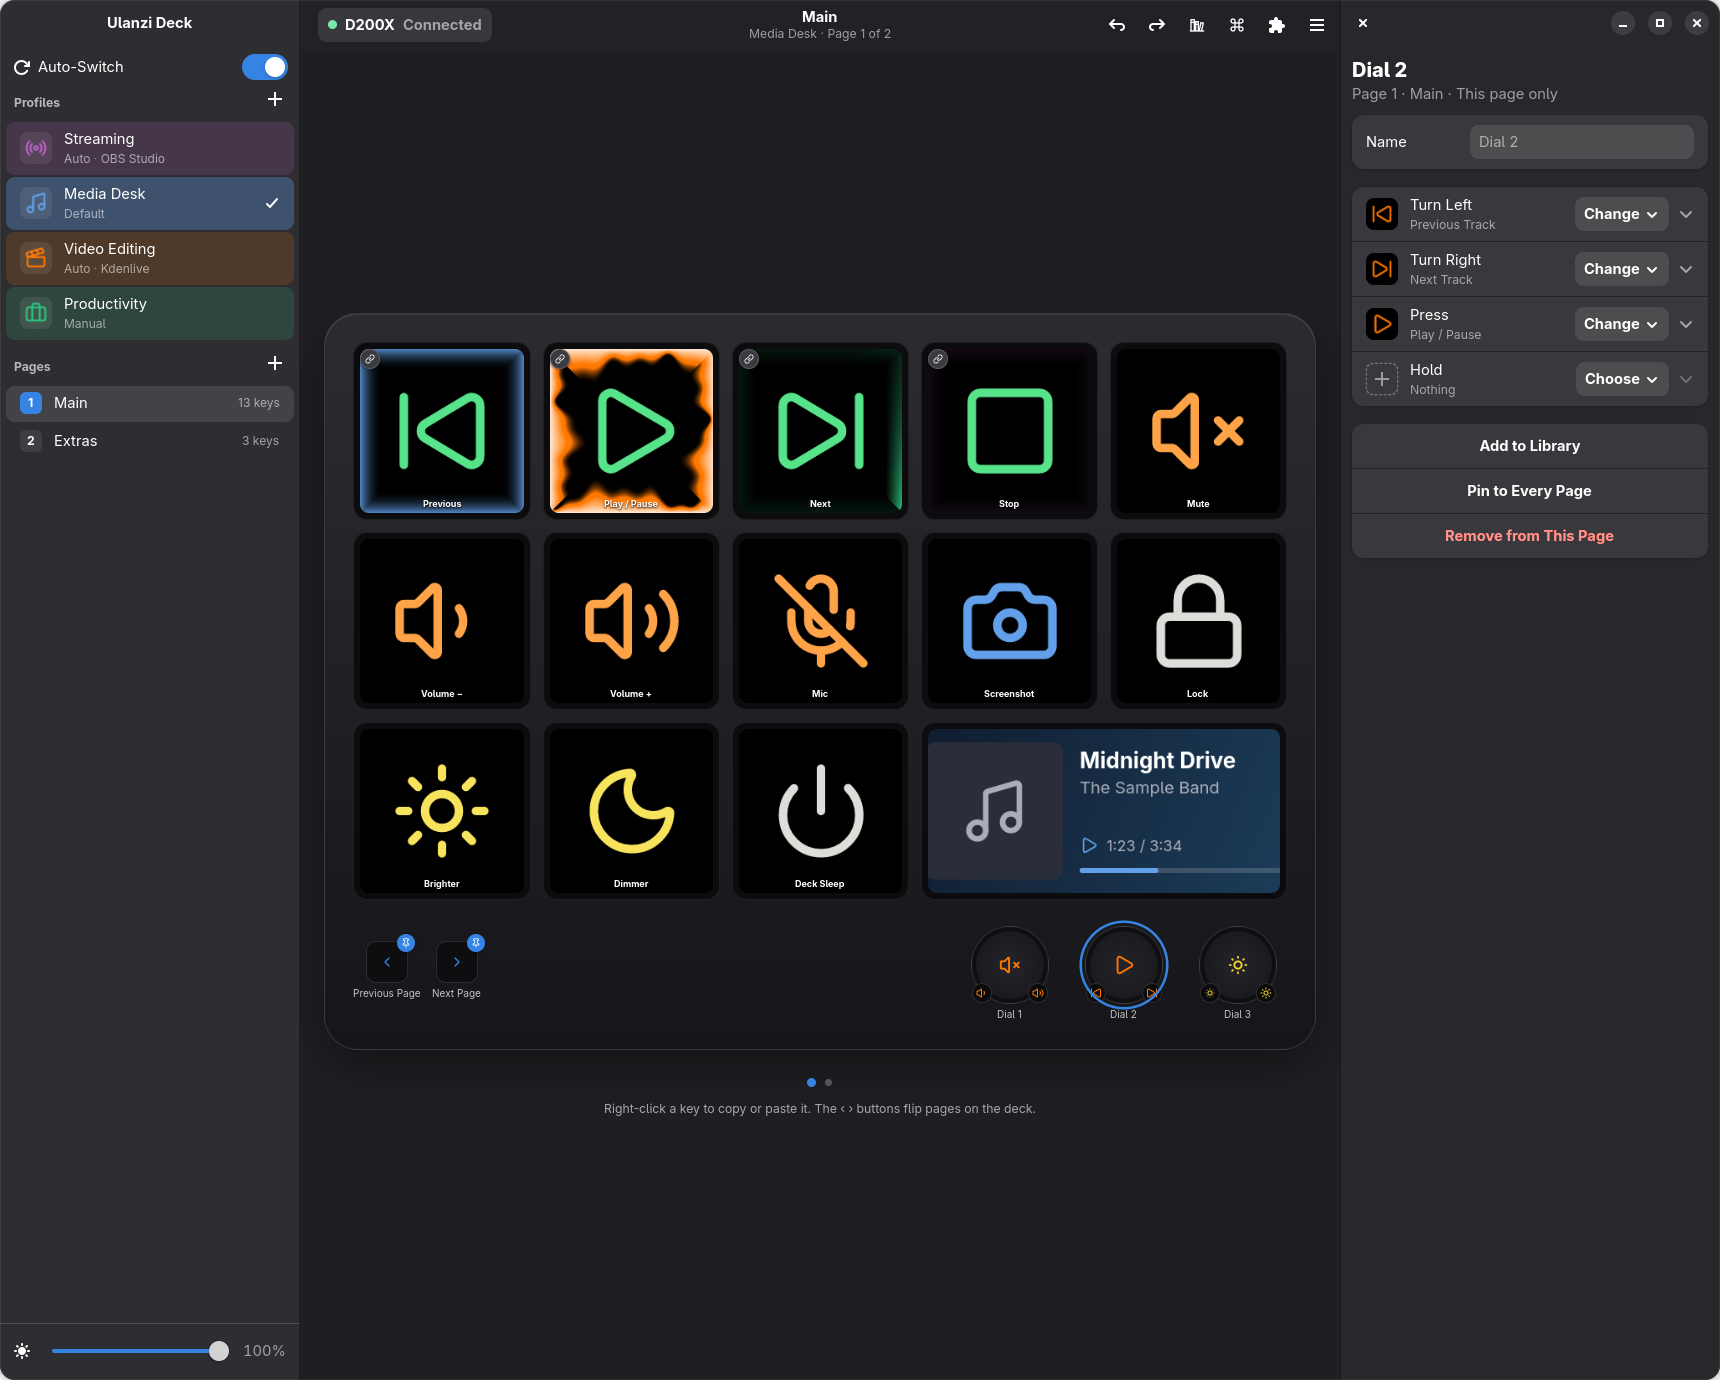 Ulanzi Deck
Auto-Switch
Profiles
Streaming
Auto · OBS Studio
Media Desk
Default
Video Editing
Auto · Kdenlive
Productivity
Manual
Pages
1 Main 13 keys
2 Extras 3 keys
100%
D200X Connected
Main
Media Desk · Page 1 of 2
Previous
Play / Pause
Next
Stop
Mute
Volume −
Volume +
Mic
Screenshot
Lock
Brighter
Dimmer
Deck Sleep
Midnight Drive
The Sample Band
1:23 / 3:34
Previous Page
Next Page
Dial 1
Dial 2
Dial 3
Right-click a key to copy or paste it. The ‹ › buttons flip pages on the deck.
Dial 2
Page 1 · Main · This page only
Name Dial 2
Turn Left
Previous Track
Change
Turn Right
Next Track
Change
Press
Play / Pause
Change
Hold
Nothing
Choose
Add to Library
Pin to Every Page
Remove from This Page